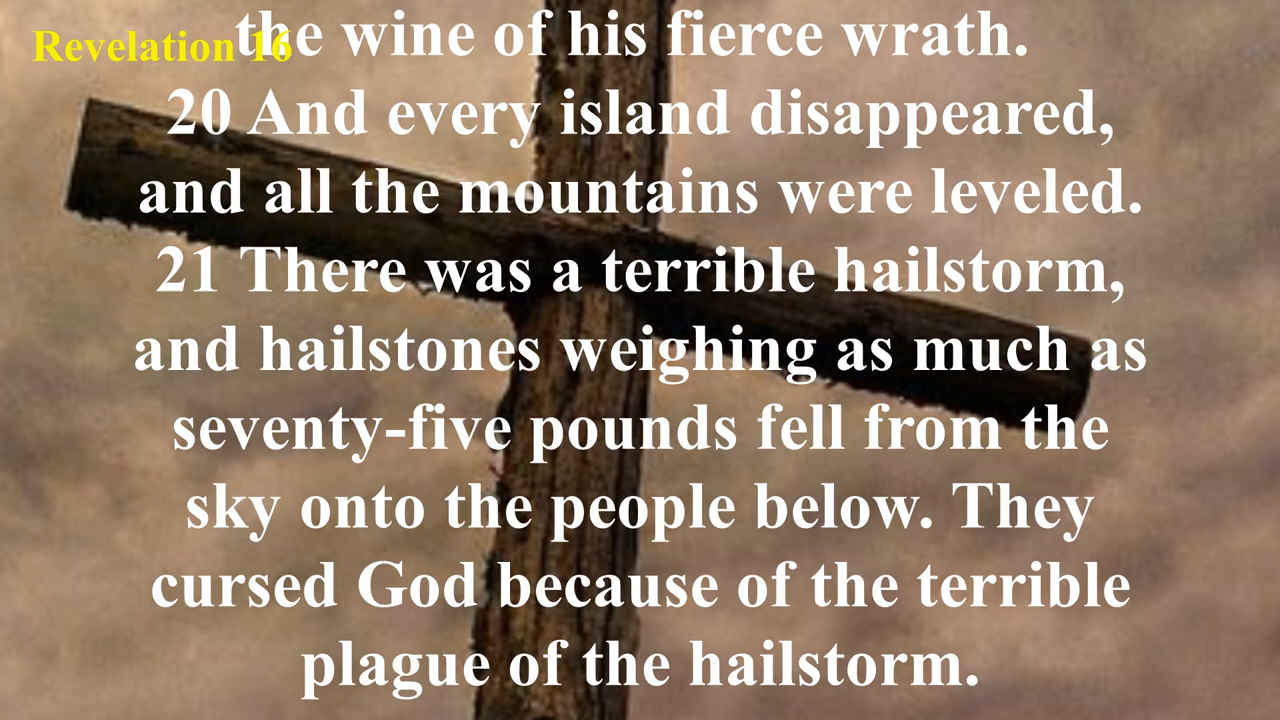 Revelation 16
the wine of his fierce wrath.
20 And every island disappeared,
and all the mountains were leveled.
21 There was a terrible hailstorm,
and hailstones weighing as much as
seventy-five pounds fell from the
sky onto the people below. They
cursed God because of the terrible
plague of the hailstorm.